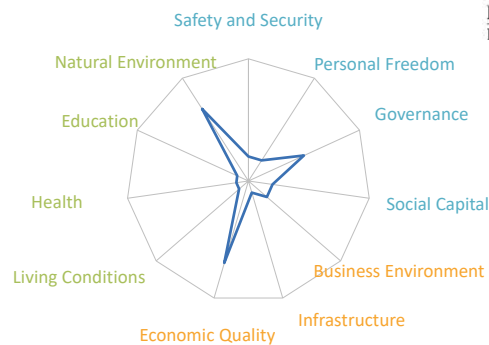 Safety and Security
Natural Environment
Personal Freedom
Education
Governance
Health
Social Capital
Living Conditions
Business Environment
Economic Quality
Infrastructure